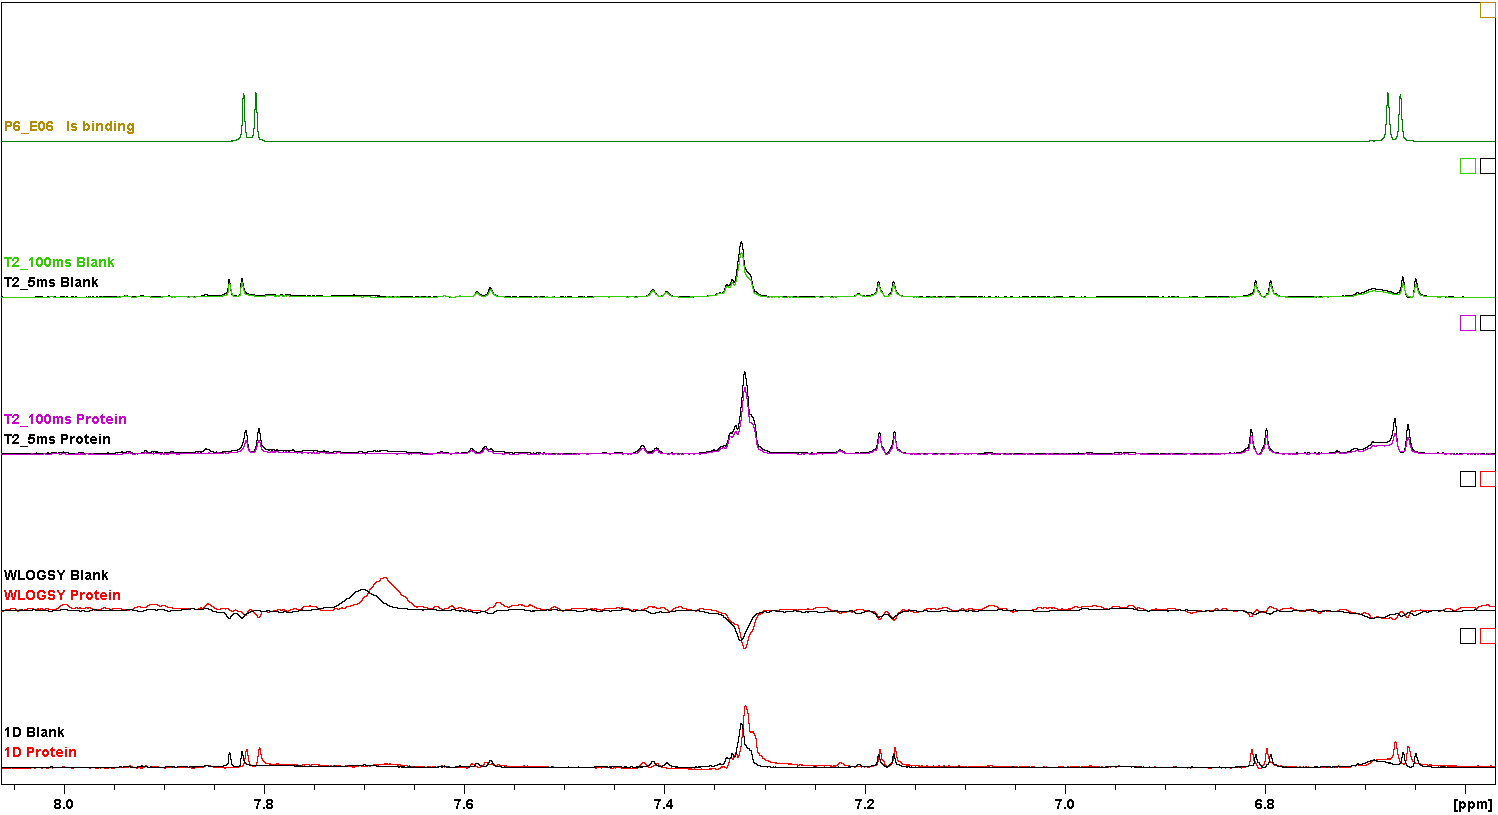 P6_E06   Is binding
T2_100ms Blank
T2_5ms Blank
T2_100ms Protein
T2_5ms Protein
WLOGSY Blank
WLOGSY Protein
1D Blank
1D Protein
8.0 7.8 7.6 7.4 7.2 7.0 6.8 [ppm]